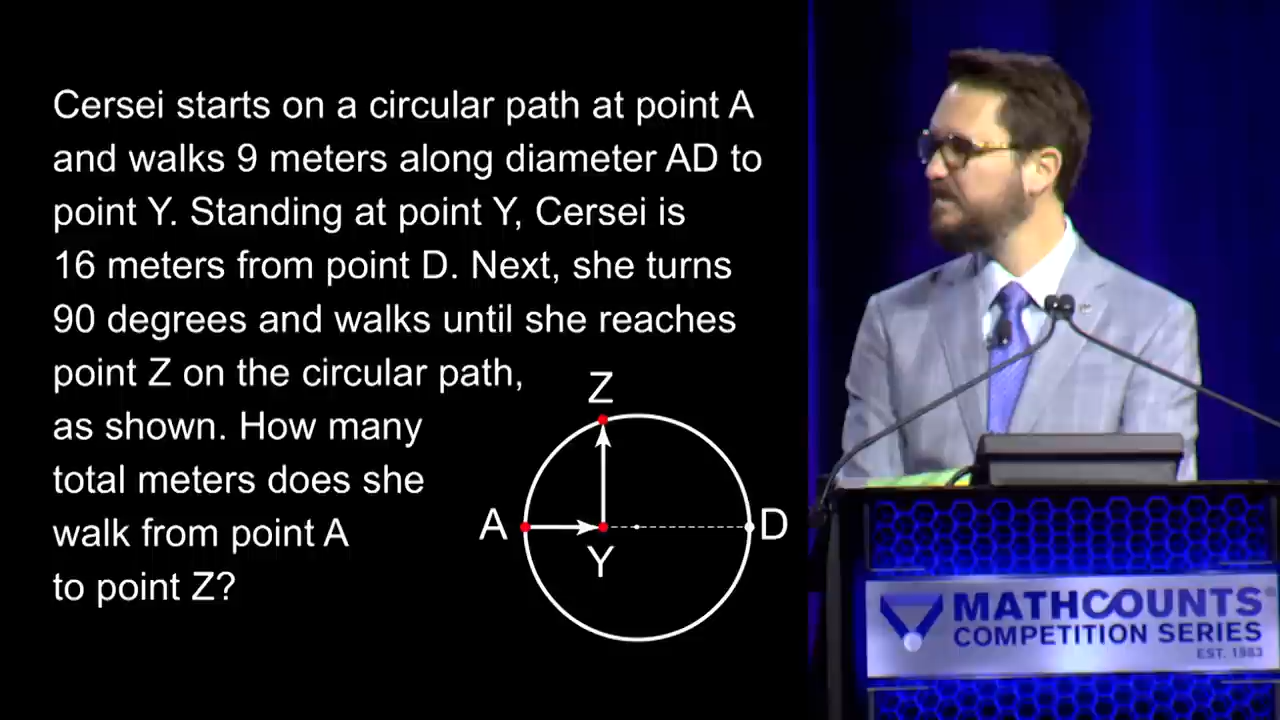 Cersei starts on a circular path at point A
and walks 9 meters along diameter AD to
point Y. Standing at point Y, Cersei is
16 meters from point D. Next, she turns
90 degrees and walks until she reaches
point Z on the circular path,
as shown. How many
total meters does she
walk from point A
to point Z?
Z
A
D
Y
MATHCOUNTS®
COMPETITION SERIES
EST. 1983